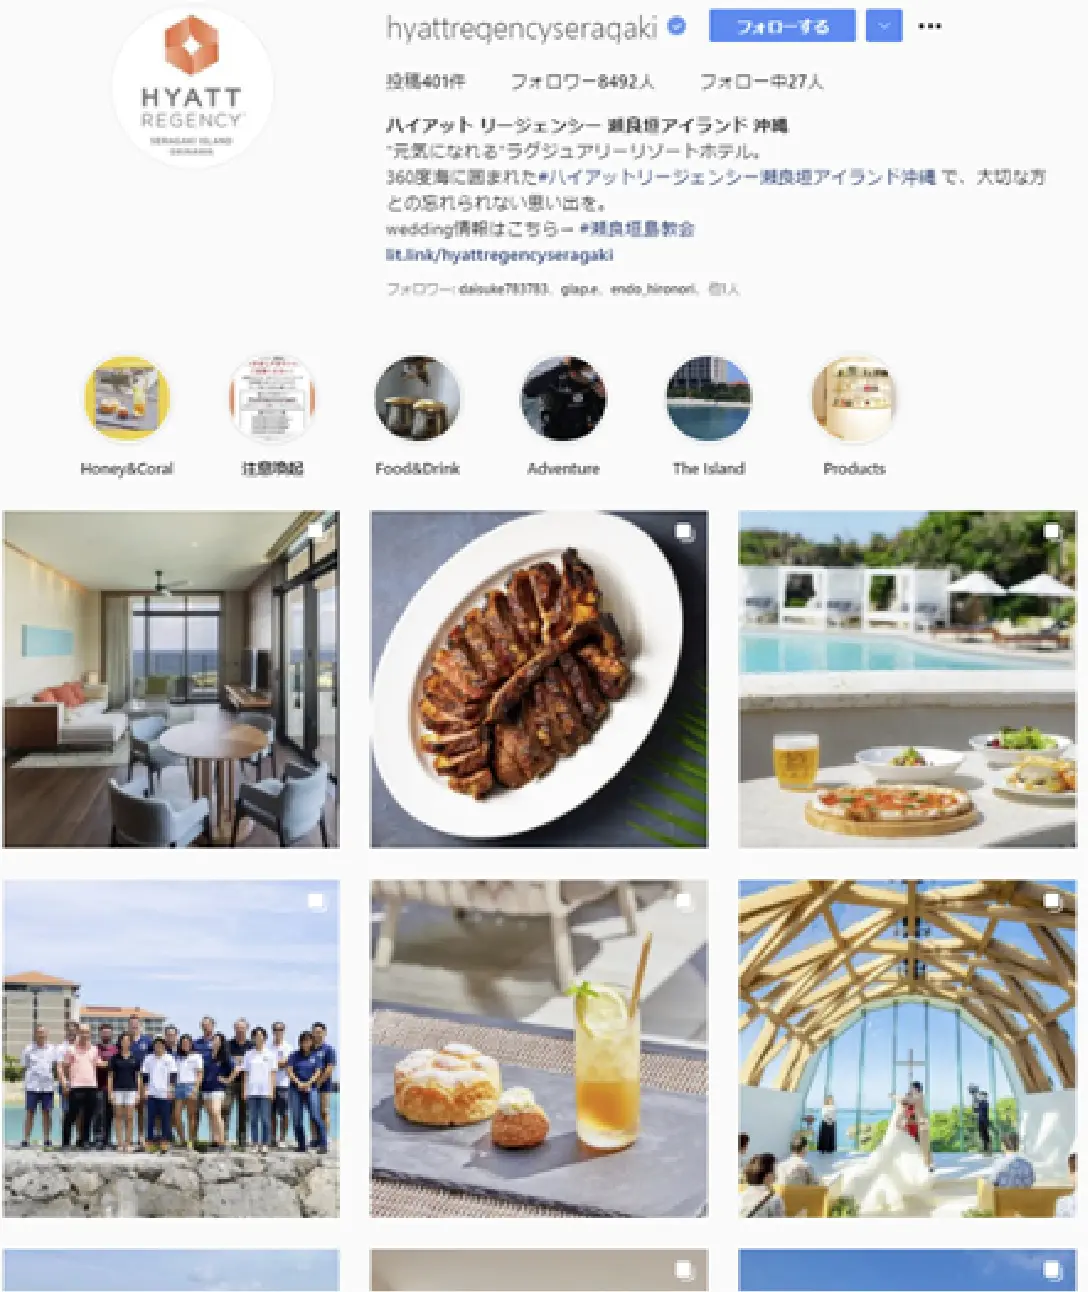 HYATT
REGENCY
SERAGAKI ISLAND
OKINAWA
hyattregencyseragaki
フォローする
投稿401件 フォロワー8492人 フォロー中27人
ハイアット リージェンシー 瀬良垣アイランド 沖縄
"元気になれる"ラグジュアリーリゾートホテル。
360度海に囲まれた#ハイアットリージェンシー瀬良垣アイランド沖縄 で、大切な方
との忘れられない思い出を。
wedding情報はこちら→ #瀬良垣島教会
lit.link/hyattregencyseragaki
フォロワー: daisuke783783、giap.e、endo_hironori、他1人
Honey&Coral
注意喚起
Food&Drink
Adventure
The Island
Products